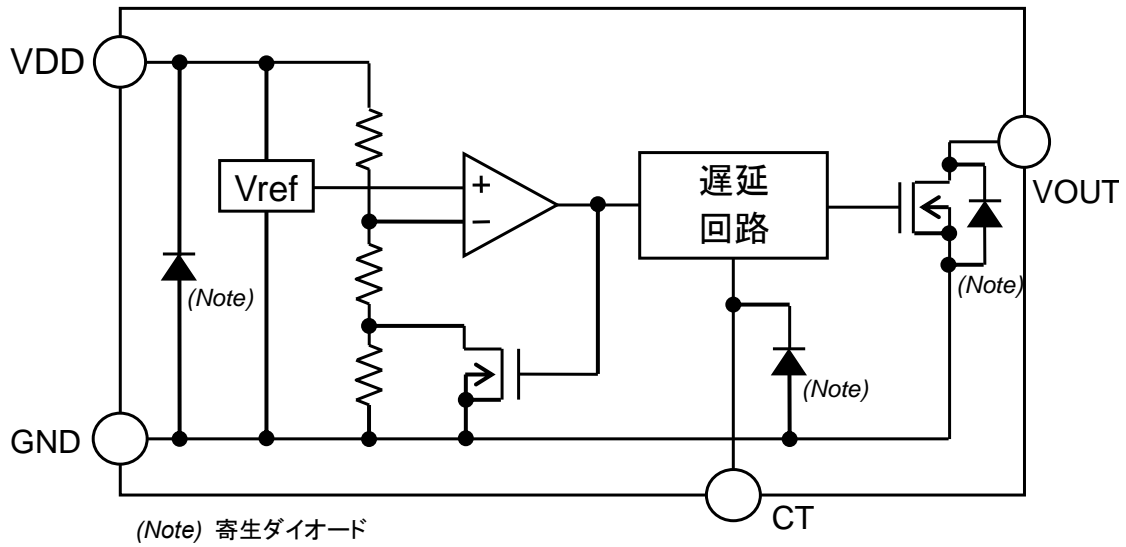 VDD
Vref
+
−
遅延
回路
VOUT
(Note)
(Note)
(Note)
GND
CT
(Note) 寄生ダイオード